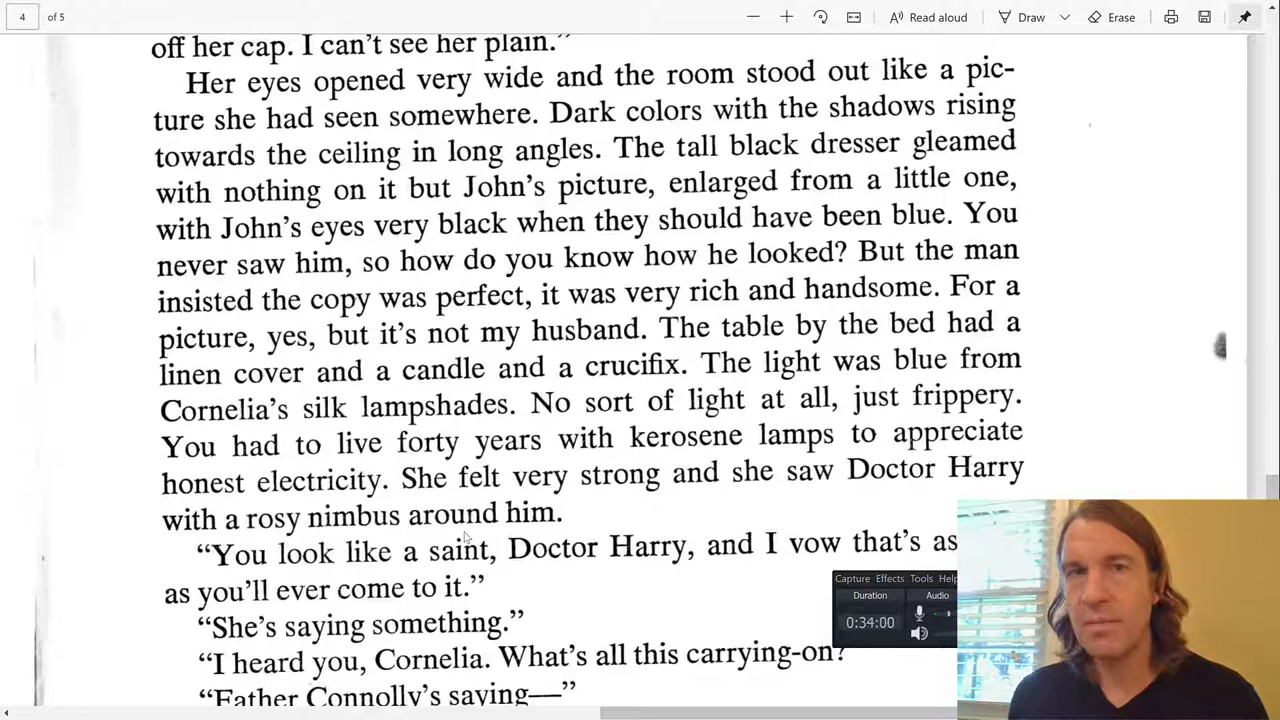 4 of 5
Read aloud
Draw
Erase
off her cap. I can't see her plain."
Her eyes opened very wide and the room stood out like a pic-
ture she had seen somewhere. Dark colors with the shadows rising
towards the ceiling in long angles. The tall black dresser gleamed
with nothing on it but John's picture, enlarged from a little one,
with John's eyes very black when they should have been blue. You
never saw him, so how do you know how he looked? But the man
insisted the copy was perfect, it was very rich and handsome. For a
picture, yes, but it's not my husband. The table by the bed had a
linen cover and a candle and a crucifix. The light was blue from
Cornelia's silk lampshades. No sort of light at all, just frippery.
You had to live forty years with kerosene lamps to appreciate
honest electricity. She felt very strong and she saw Doctor Harry
with a rosy nimbus around him.
"You look like a saint, Doctor Harry, and I vow that's as
as you'll ever come to it."
"She's saying something."
"I heard you, Cornelia. What's all this carrying-on?
"Father Connolly's saying—"
Capture Effects Tools Help
Duration Audio
0:34:00